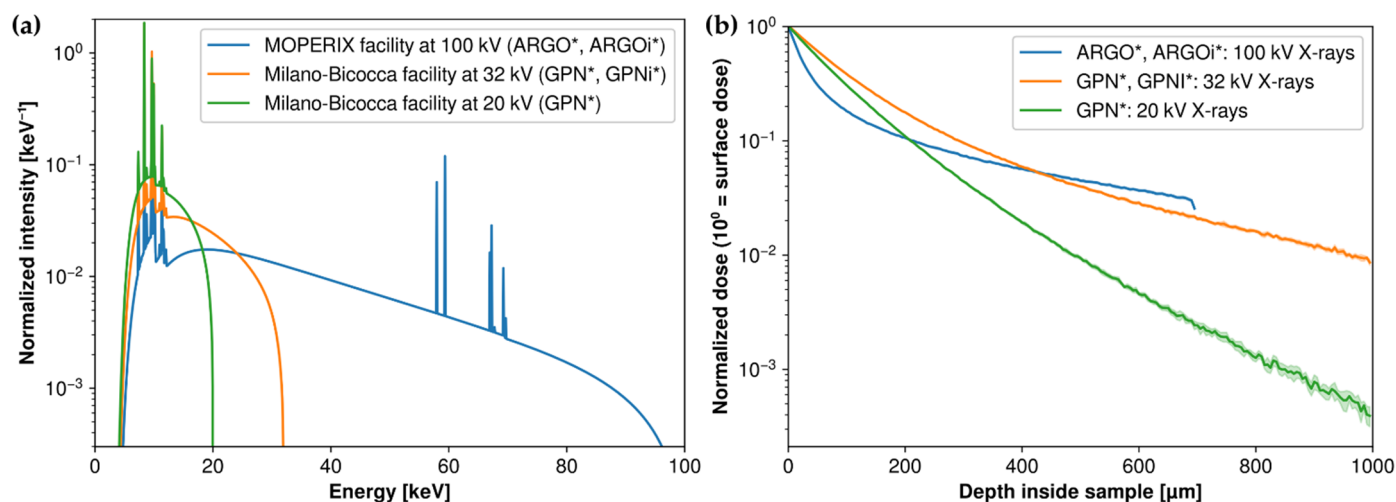 (a)
Normalized intensity [keV⁻¹]
10⁰
10⁻¹
10⁻²
10⁻³
MOPERIX facility at 100 kV (ARGO*, ARGOi*)
Milano-Bicocca facility at 32 kV (GPN*, GPNi*)
Milano-Bicocca facility at 20 kV (GPN*)
0 20 40 60 80 100
Energy [keV]
(b)
Normalized dose (10⁰ = surface dose)
10⁰
10⁻¹
10⁻²
10⁻³
ARGO*, ARGOi*: 100 kV X-rays
GPN*, GPNI*: 32 kV X-rays
GPN*: 20 kV X-rays
0 200 400 600 800 1000
Depth inside sample [μm]